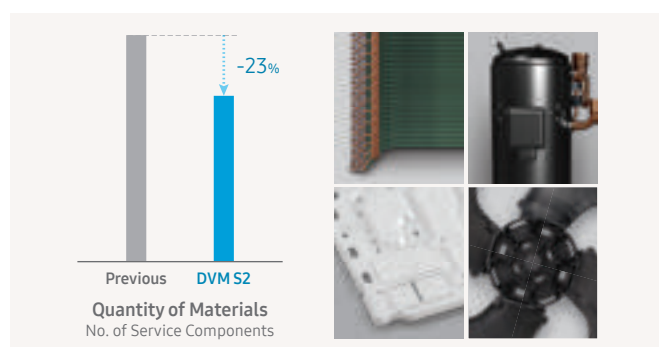 -23%
Previous
DVM S2
Quantity of Materials
No. of Service Components